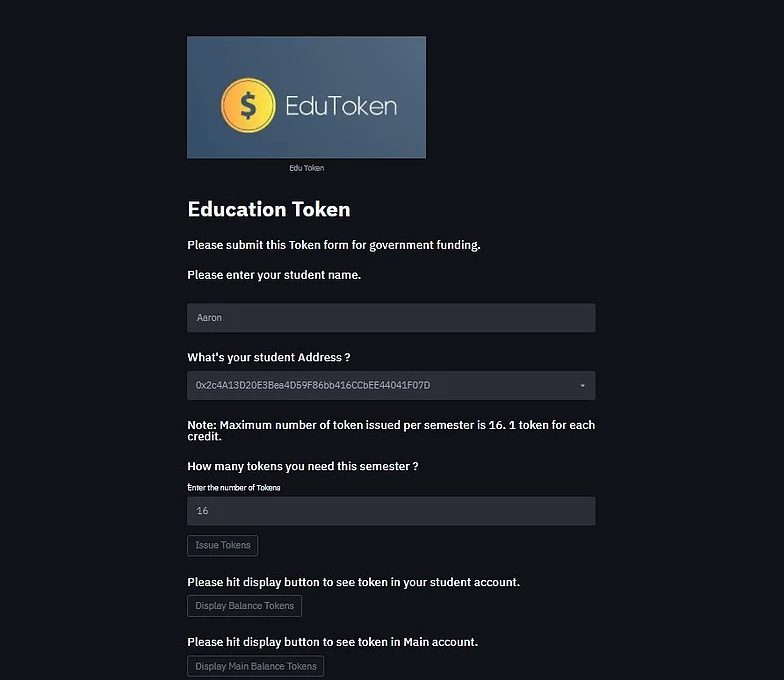 $ EduToken
Edu Token
Education Token
Please submit this Token form for government funding.
Please enter your student name.
Aaron
What's your student Address ?
0x2c4A13D20E3Bea4D59F86bb416CCbEE44041F07D
Note: Maximum number of token issued per semester is 16. 1 token for each
credit.
How many tokens you need this semester ?
Enter the number of Tokens
16
Issue Tokens
Please hit display button to see token in your student account.
Display Balance Tokens
Please hit display button to see token in Main account.
Display Main Balance Tokens